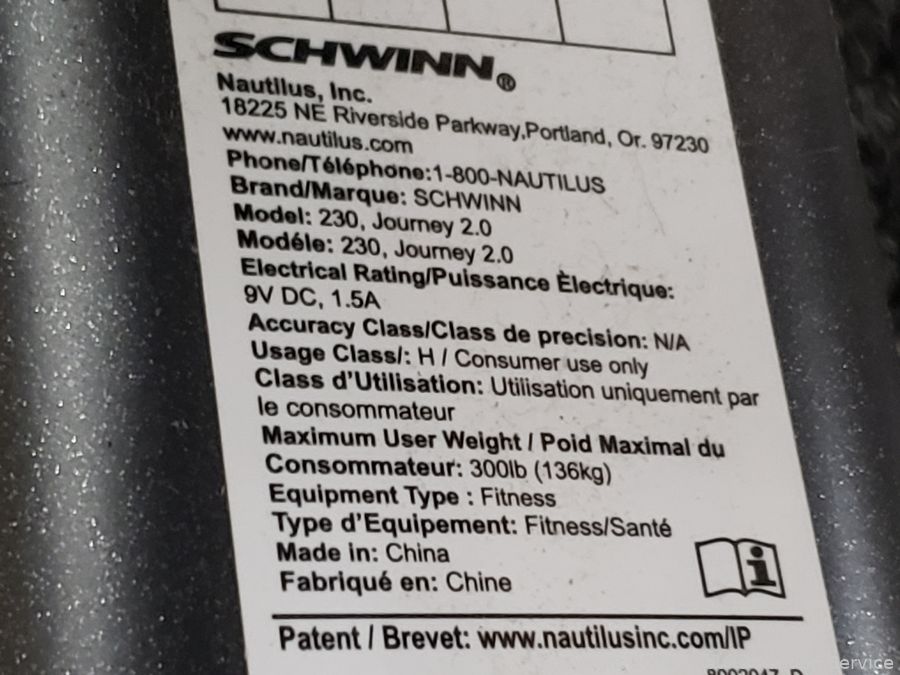 SCHWINN®
Nautilus, Inc.
18225 NE Riverside Parkway,Portland, Or. 97230
www.nautilus.com
Phone/Téléphone:1-800-NAUTILUS
Brand/Marque: SCHWINN
Model: 230, Journey 2.0
Modéle: 230, Journey 2.0
Electrical Rating/Puissance Èlectrique:
9V DC, 1.5A
Accuracy Class/Class de precision: N/A
Usage Class/: H / Consumer use only
Class d'Utilisation: Utilisation uniquement par
le consommateur
Maximum User Weight / Poid Maximal du
Consommateur: 300lb (136kg)
Equipment Type : Fitness
Type d'Equipement: Fitness/Santé
Made in: China
Fabriqué en: Chine
Patent / Brevet: www.nautilusinc.com/IP